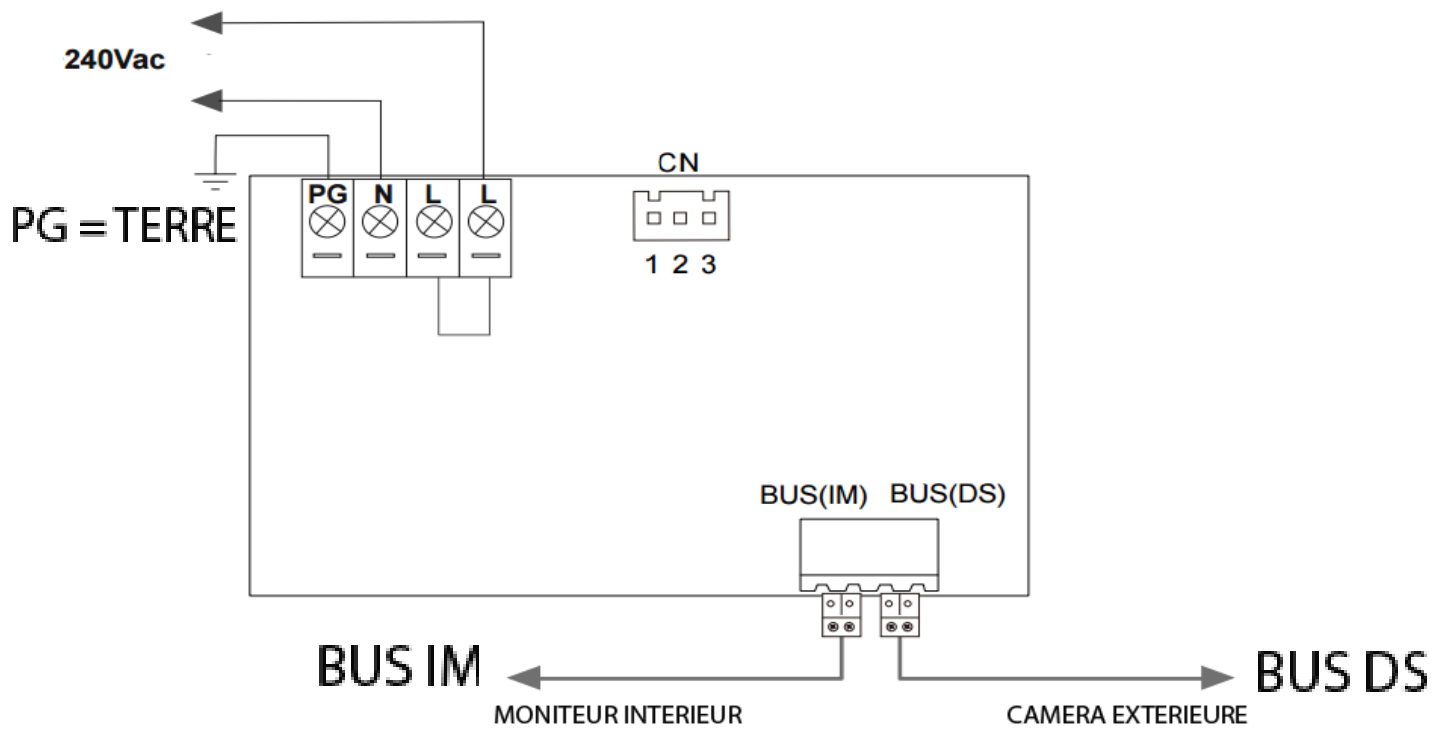 240Vac
CN
PG N L L
PG = TERRE
1 2 3
BUS(IM) BUS(DS)
BUS IM
BUS DS
MONITEUR INTERIEUR
CAMERA EXTERIEURE